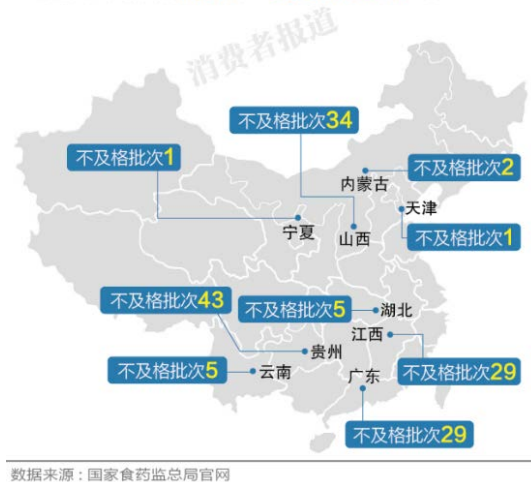 消费者报道
不及格批次34
不及格批次1
不及格批次2
内蒙古
天津
宁夏
山西
不及格批次1
不及格批次43
不及格批次5
湖北
江西
贵州
云南
不及格批次5
广东
不及格批次29
不及格批次29
数据来源：国家食药监总局官网